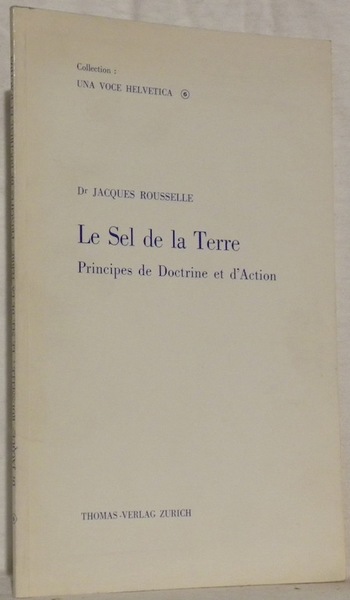 Collection :
UNA VOCE HELVETICA 6
Dr JACQUES ROUSSELLE
Le Sel de la Terre
Principes de Doctrine et d'Action
THOMAS-VERLAG ZURICH